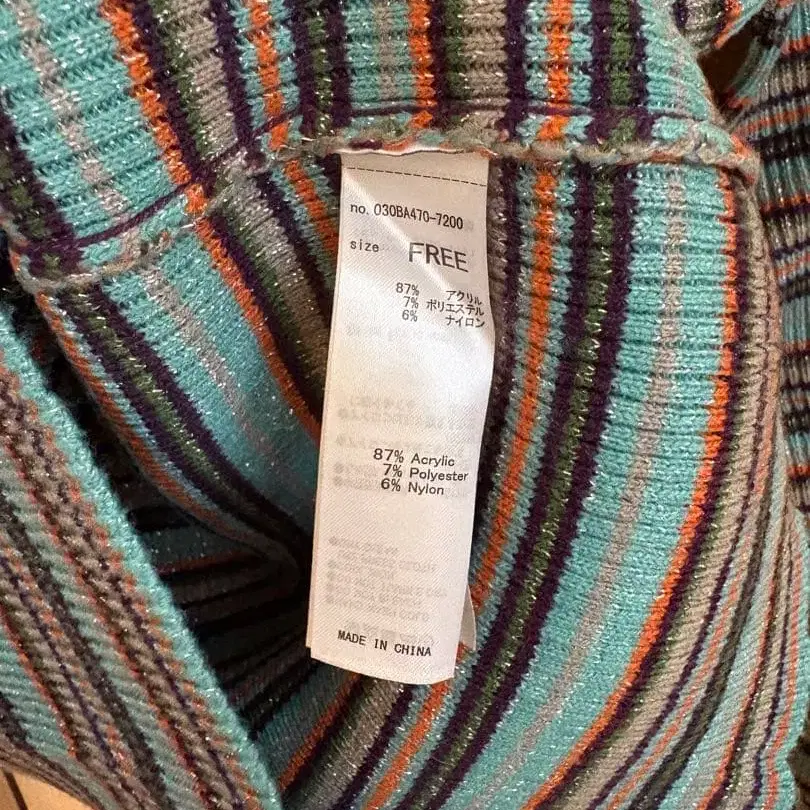 no. 030BA470-7200
size FREE
87% アクリル
7% ポリエステル
6% ナイロン
87% Acrylic
7% Polyester
6% Nylon
MADE IN CHINA